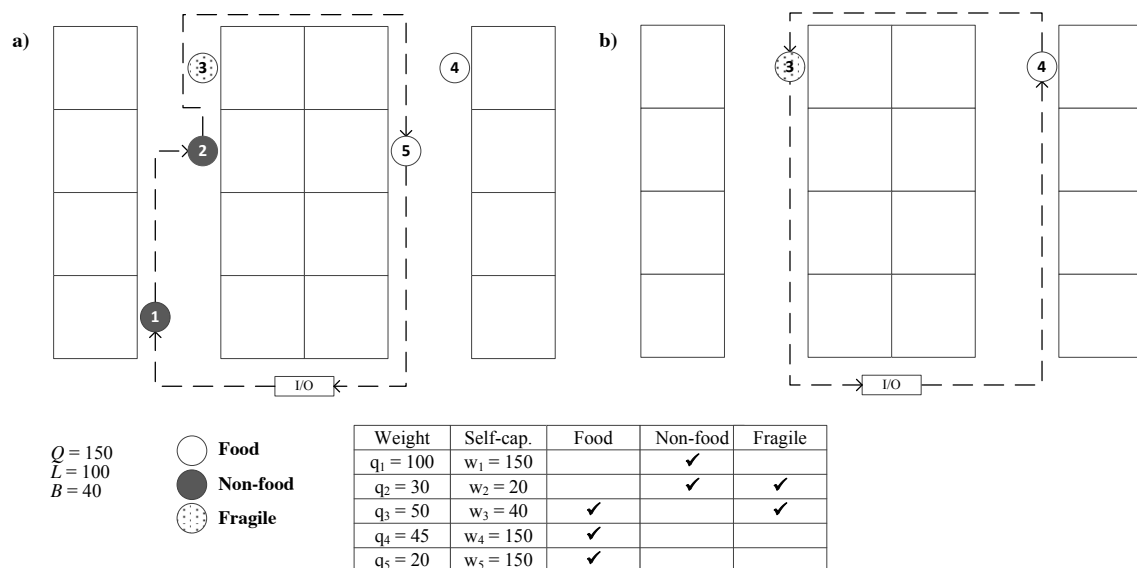 a)
b)
3
4
2
5
1
I/O
3
4
I/O
Q = 150
L = 100
B = 40
Food
Non-food
Fragile
Weight Self-cap. Food Non-food Fragile
q1 = 100 w1 = 150 ✓
q2 = 30 w2 = 20 ✓ ✓
q3 = 50 w3 = 40 ✓ ✓
q4 = 45 w4 = 150 ✓
q5 = 20 w5 = 150 ✓